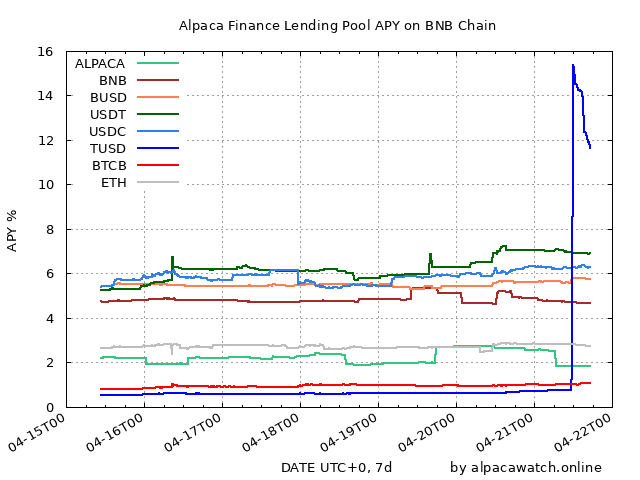 Alpaca Finance Lending Pool APY on BNB Chain
APY %
16
14
12
10
8
6
4
2
0
ALPACA
BNB
BUSD
USDT
USDC
TUSD
BTCB
ETH
04-15T00
04-16T00
04-17T00
04-18T00
04-19T00
04-20T00
04-21T00
04-22T00
DATE UTC+0, 7d
by alpacawatch.online